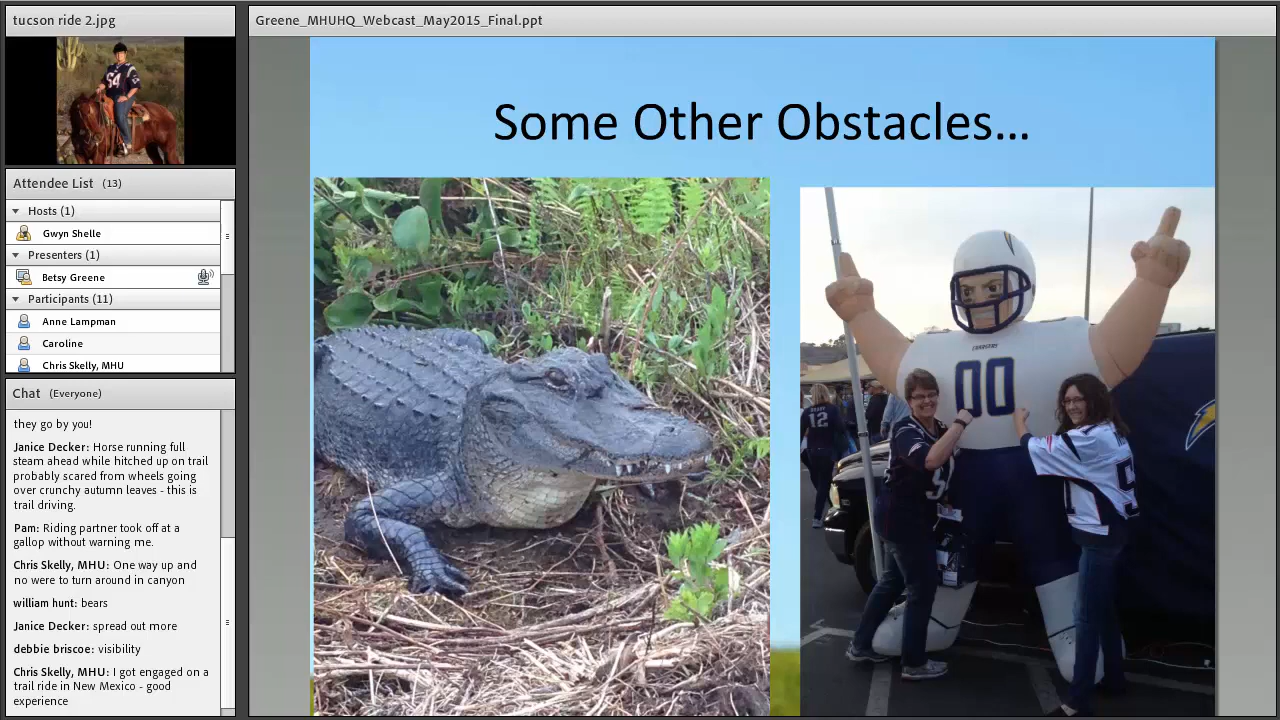 tucson ride 2.jpg
Greene_MHUHQ_Webcast_May2015_Final.ppt
54
Attendee List (13)
Hosts (1)
Gwyn Shelle
Presenters (1)
Betsy Greene
Participants (11)
Anne Lampman
Caroline
Chris Skelly, MHU
Chat (Everyone)
they go by you!
Janice Decker: Horse running full
steam ahead while hitched up on trail
probably scared from wheels going
over crunchy autumn leaves - this is
trail driving.
Pam: Riding partner took off at a
gallop without warning me.
Chris Skelly, MHU: One way up and
no were to turn around in canyon
william hunt: bears
Janice Decker: spread out more
debbie briscoe: visibility
Chris Skelly, MHU: I got engaged on a
trail ride in New Mexico - good
experience
Some Other Obstacles...
CHARGERS
00
BRADY
12